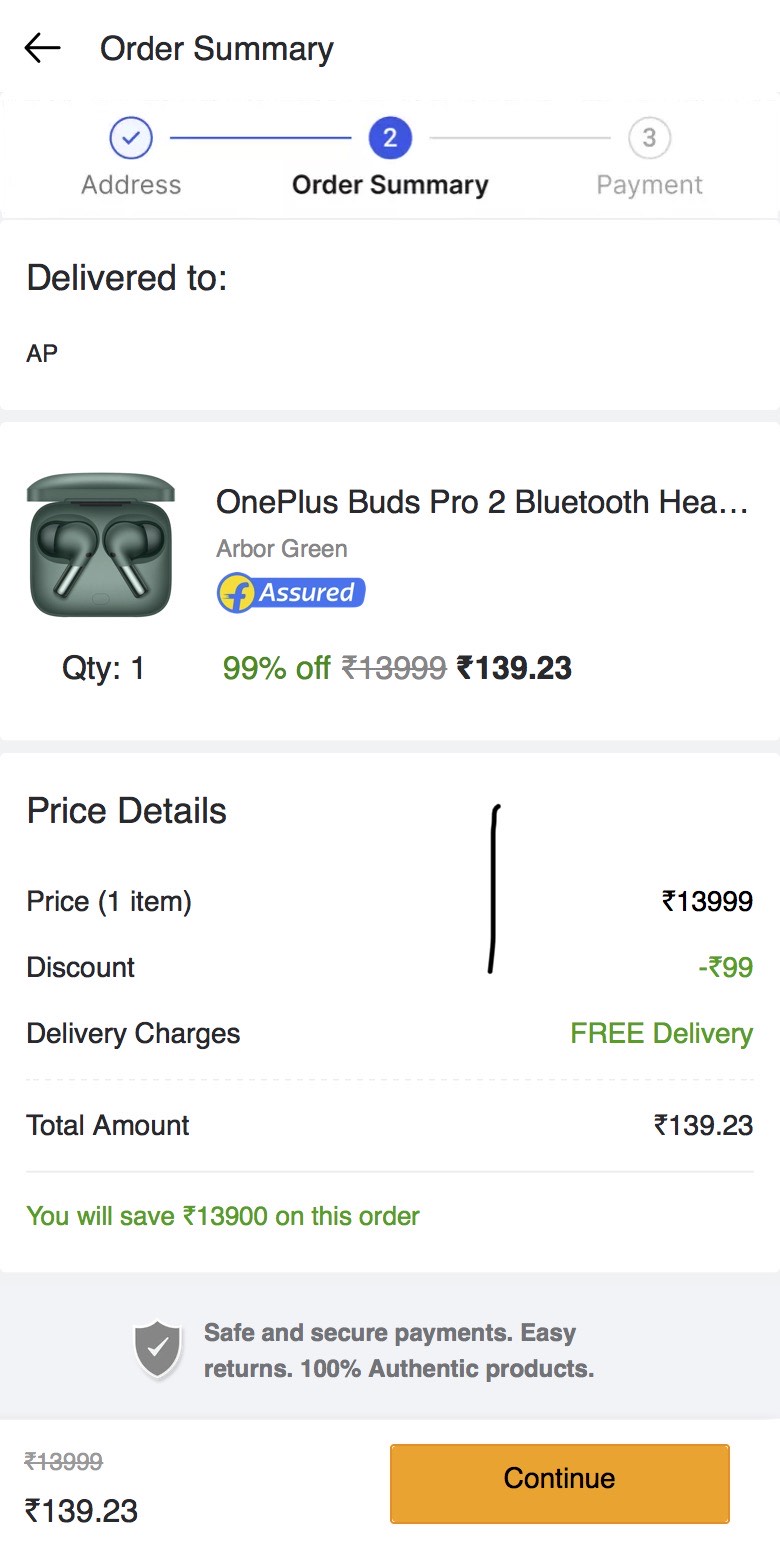 Order Summary
2
3
Address
Order Summary
Payment
Delivered to:
AP
OnePlus Buds Pro 2 Bluetooth Hea...
Arbor Green
f Assured
Qty: 1
99% off ₹13999 ₹139.23
Price Details
Price (1 item) ₹13999
Discount -₹99
Delivery Charges FREE Delivery
Total Amount ₹139.23
You will save ₹13900 on this order
Safe and secure payments. Easy
returns. 100% Authentic products.
₹13999
₹139.23
Continue